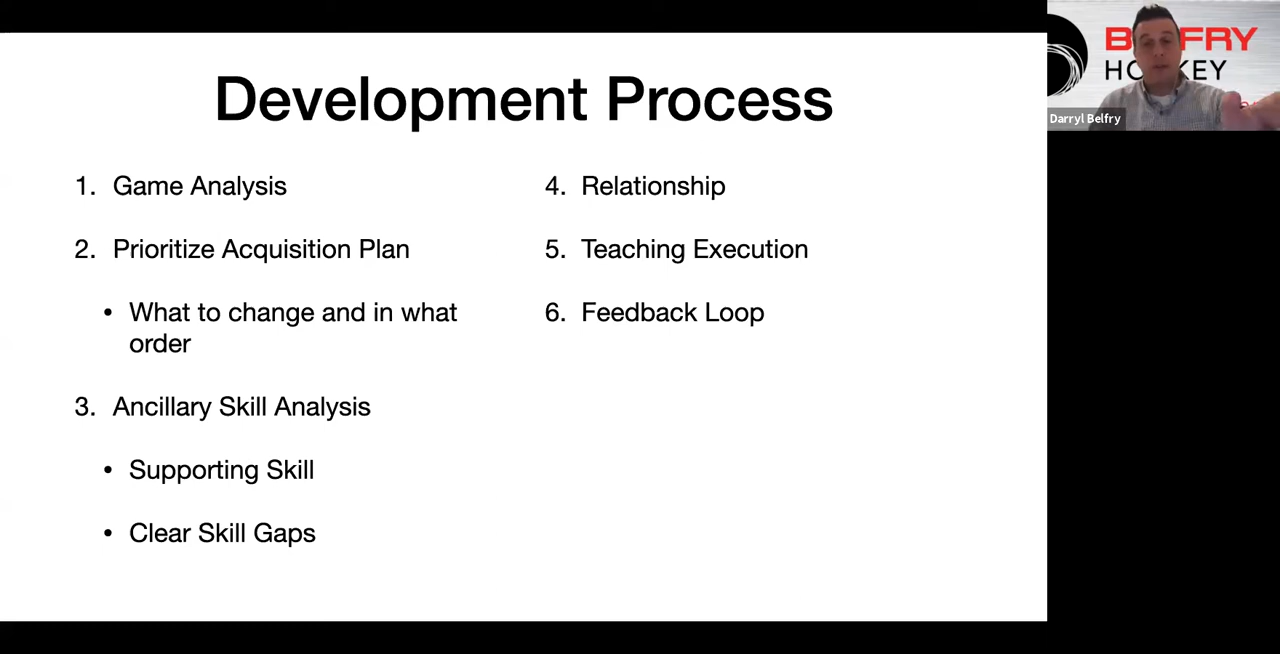 Development Process
1. Game Analysis
2. Prioritize Acquisition Plan
• What to change and in what
order
3. Ancillary Skill Analysis
• Supporting Skill
• Clear Skill Gaps
4. Relationship
5. Teaching Execution
6. Feedback Loop
Darryl Belfry